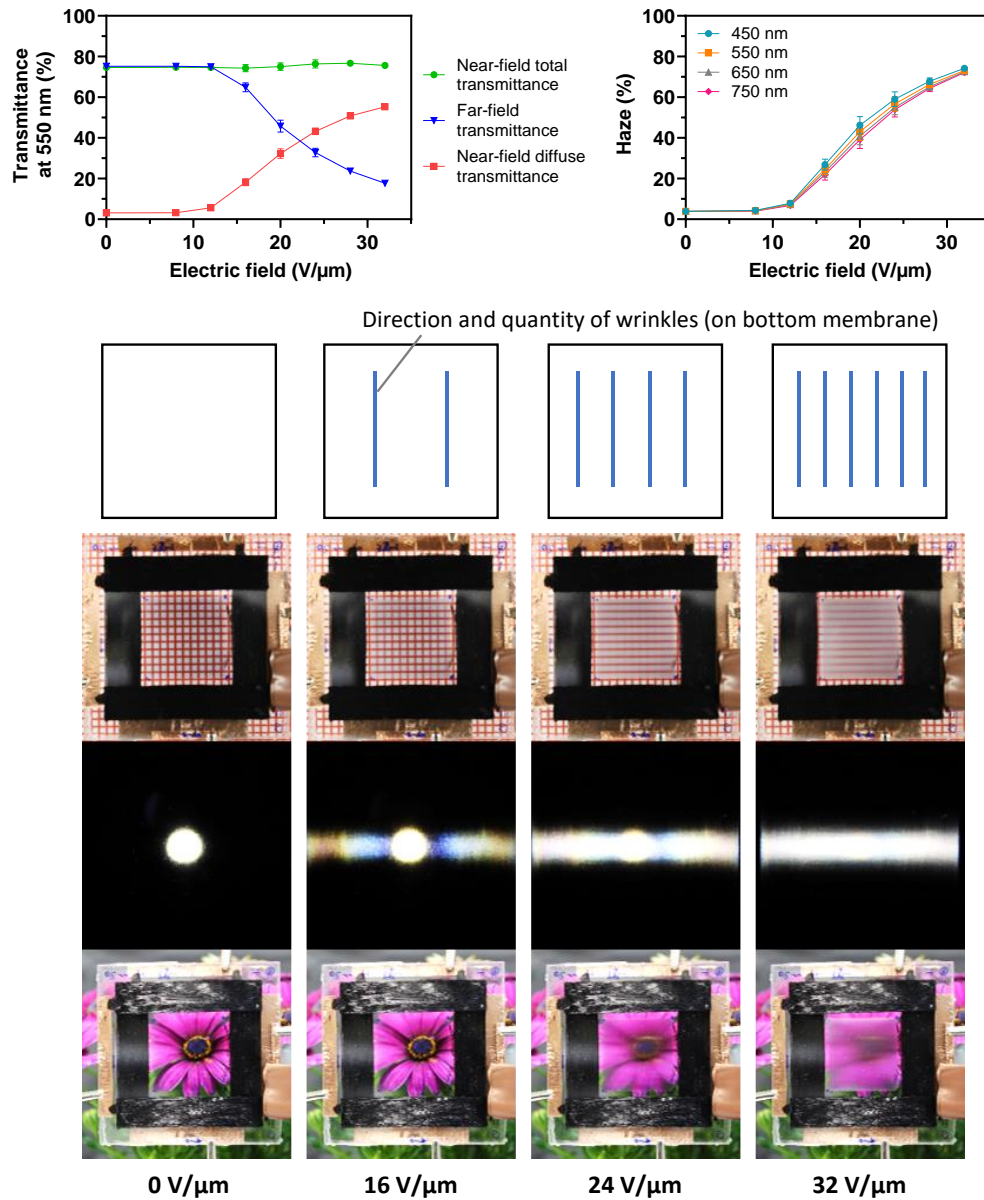 100
80
60
40
20
0
Transmittance
at 550 nm (%)
0
10
20
30
Electric field (V/µm)
Near-field total
transmittance
Far-field
transmittance
Near-field diffuse
transmittance
100
80
60
40
20
0
Haze (%)
450 nm
550 nm
650 nm
750 nm
0
10
20
30
Electric field (V/µm)
Direction and quantity of wrinkles (on bottom membrane)
0 V/µm
16 V/µm
24 V/µm
32 V/µm